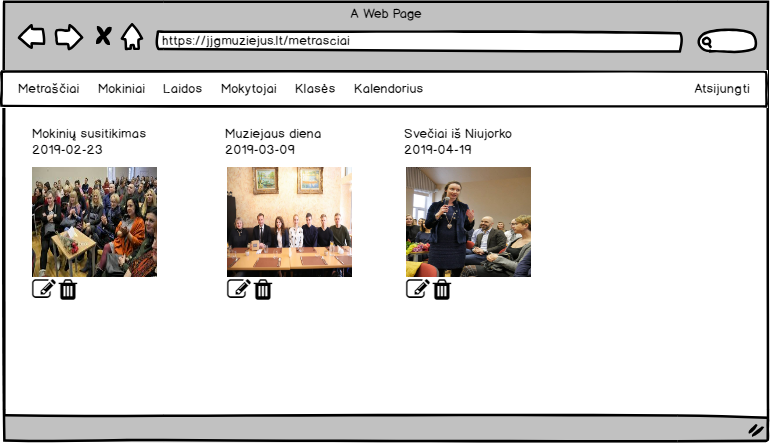 A Web Page
https://jjgmuziejus.lt/metrasciai
Metraščiai Mokiniai Laidos Mokytojai Klasės Kalendorius Atsijungti
Mokinių susitikimas
2019-02-23
Muziejaus diena
2019-03-09
Svečiai iš Niujorko
2019-04-19